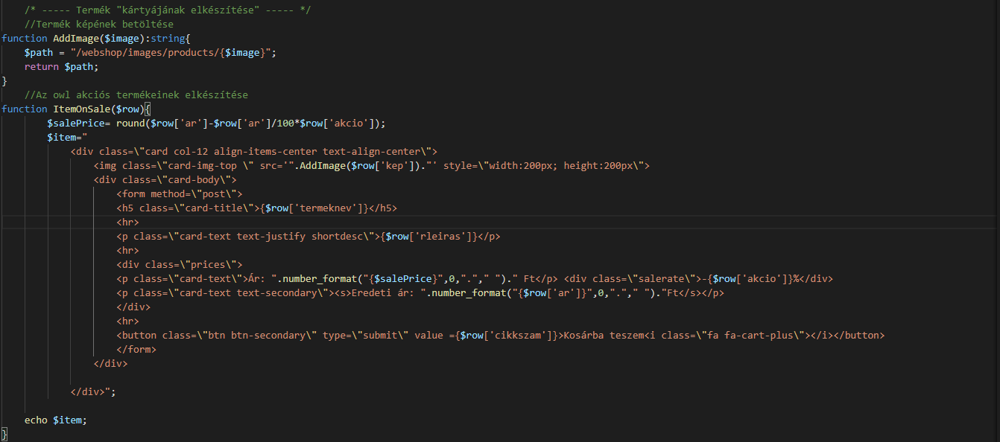 /* ----- Termék "kártyájának elkészítése" ----- */
//Termék képének betöltése
function AddImage($image):string{
$path = "/webshop/images/products/{$image}";
return $path;
}
//Az owl akciós termékeinek elkészítése
function ItemOnSale($row){
$salePrice= round($row['ar']-$row['ar']/100*$row['akcio']);
$item="
<div class=\"card col-12 align-items-center text-align-center\">
<img class=\"card-img-top \" src='".AddImage($row['kep'])."' style=\"width:200px; height:200px\">
<div class=\"card-body\">
<form method=\"post\">
<h5 class=\"card-title\">{$row['termeknev']}</h5>
<hr>
<p class=\"card-text text-justify shortdesc\">{$row['rleiras']}</p>
<hr>
<div class=\"prices\">
<p class=\"card-text\">Ár: ".number_format("{$salePrice}",0,"."," ")." Ft</p> <div class=\"salerate\">-{$row['akcio']}%</div>
<p class=\"card-text text-secondary\"><s>Eredeti ár: ".number_format("{$row['ar']}",0,"."," ")."Ft</s></p>
</div>
<hr>
<button class=\"btn btn-secondary\" type=\"submit\" value ={$row['cikkszam']}>Kosárba teszem<i class=\"fa fa-cart-plus\"></i></button>
</form>
</div>
</div>";
echo $item;
}